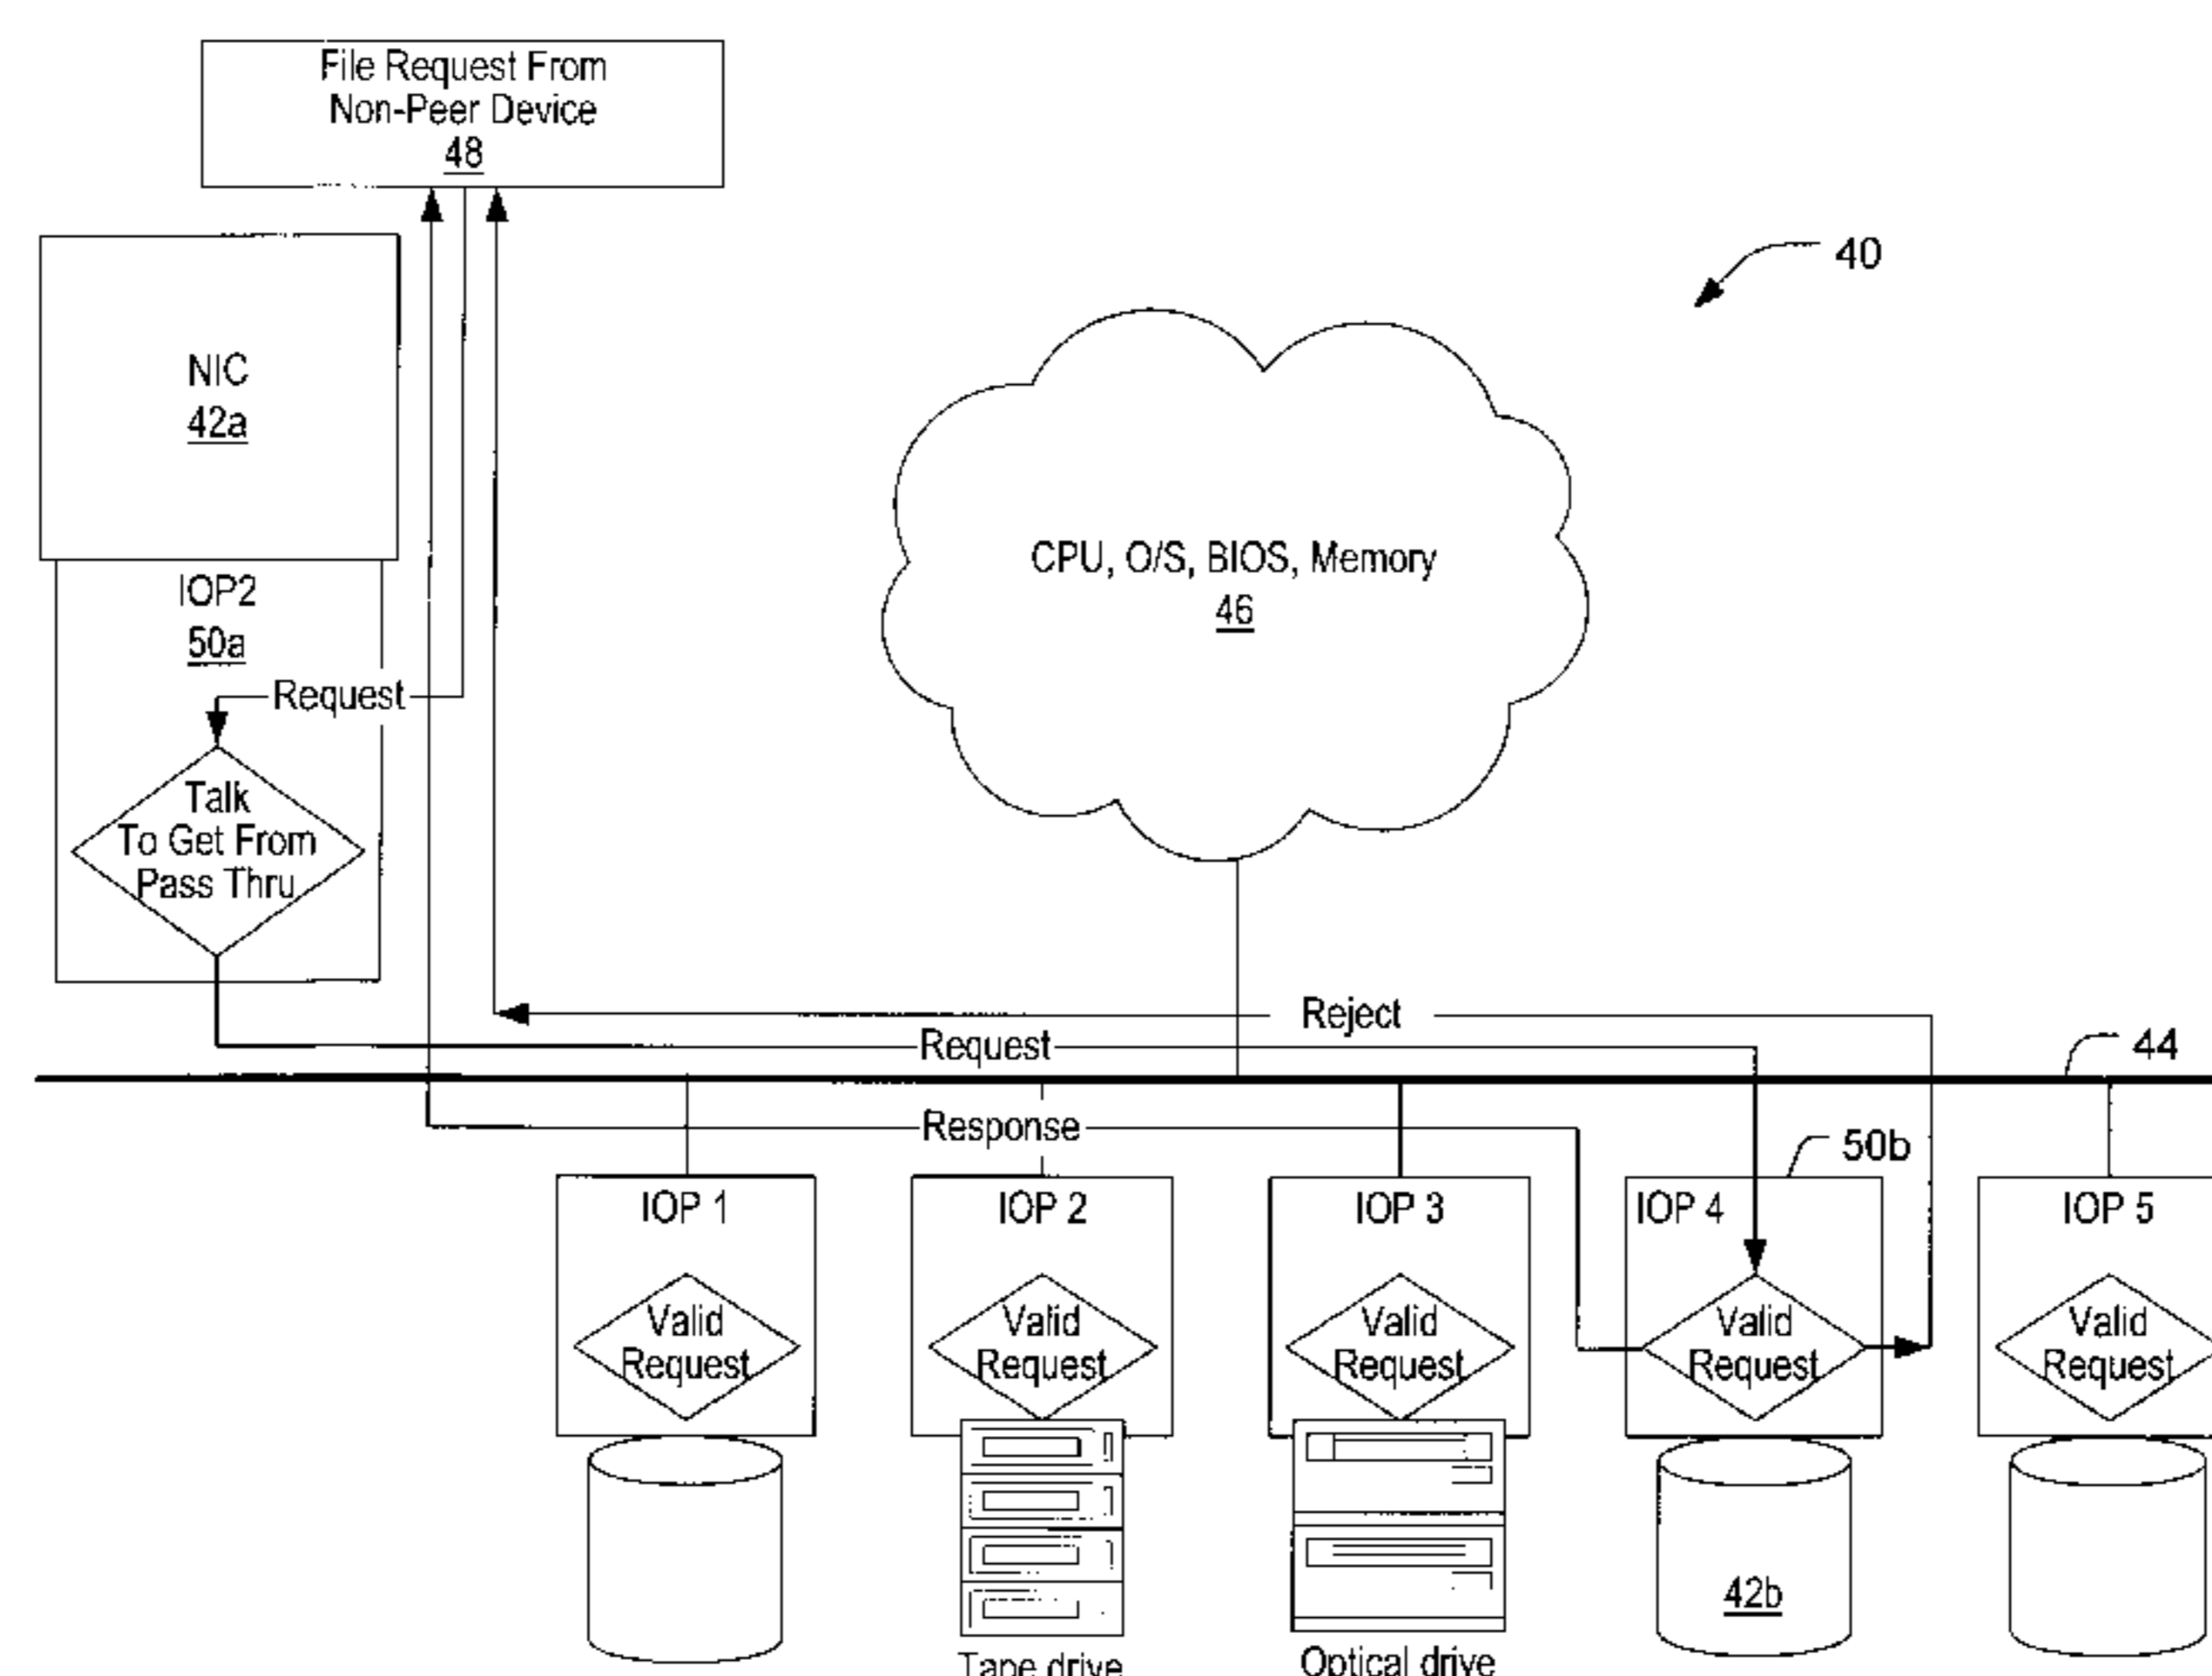 File Request From
Non-Peer Device
48
40
NIC
42a
CPU, O/S, BIOS, Memory
46
IOP2
50a
Request
Talk
To Get From
Pass Thru
Reject
Request
44
Response
50b
IOP 1
IOP 2
IOP 3
IOP 4
IOP 5
Valid
Request
Valid
Request
Valid
Request
Valid
Request
Valid
Request
42b
Tape drive
Optical drive